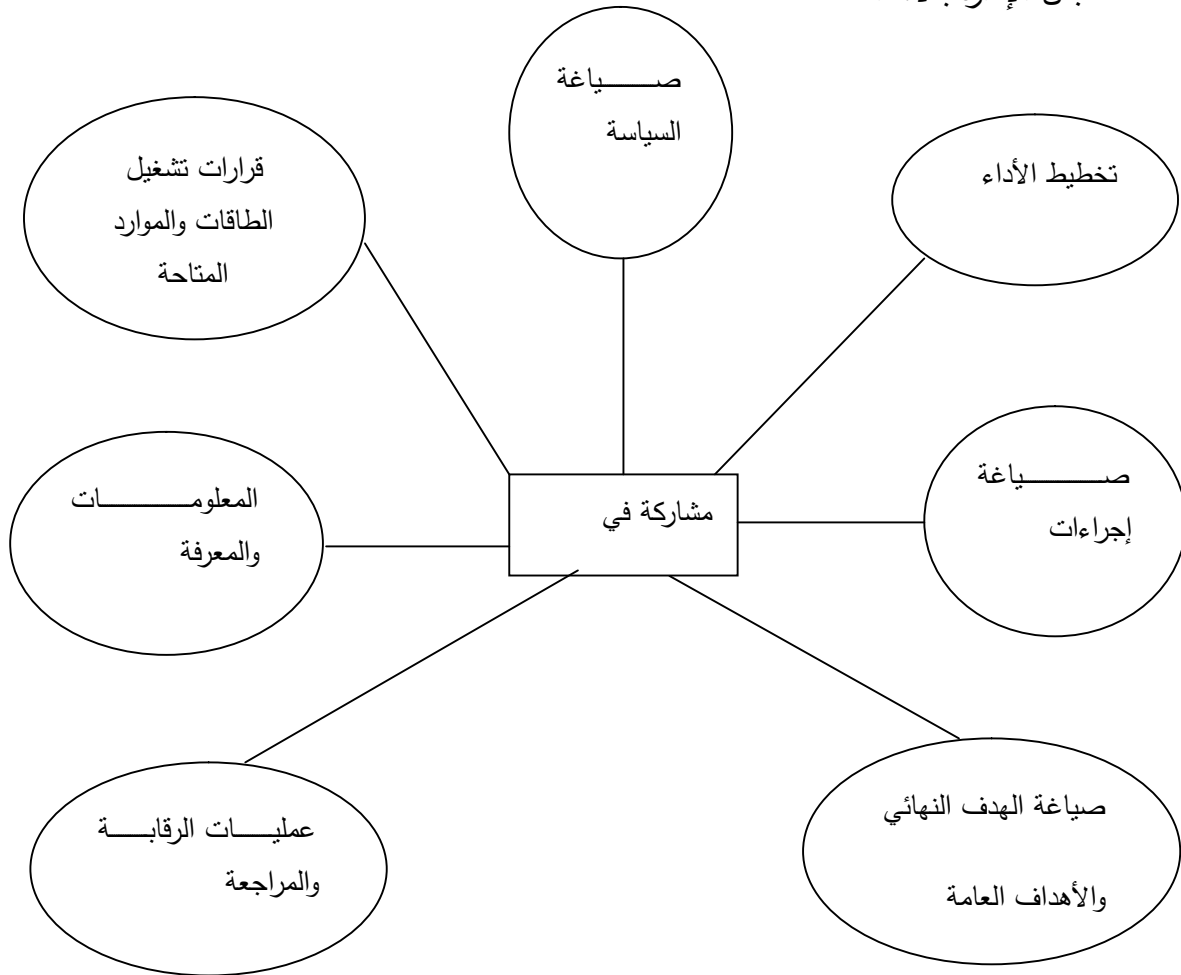 صياغة
السياسة
تخطيط الأداء
قرارات تشغيل
الطاقات والموارد
المتاحة
صياغة
إجراءات
مشاركة في
المعلومات
والمعرفة
صياغة الهدف النهائي
والأهداف العامة
عمليات الرقابة
والمراجعة